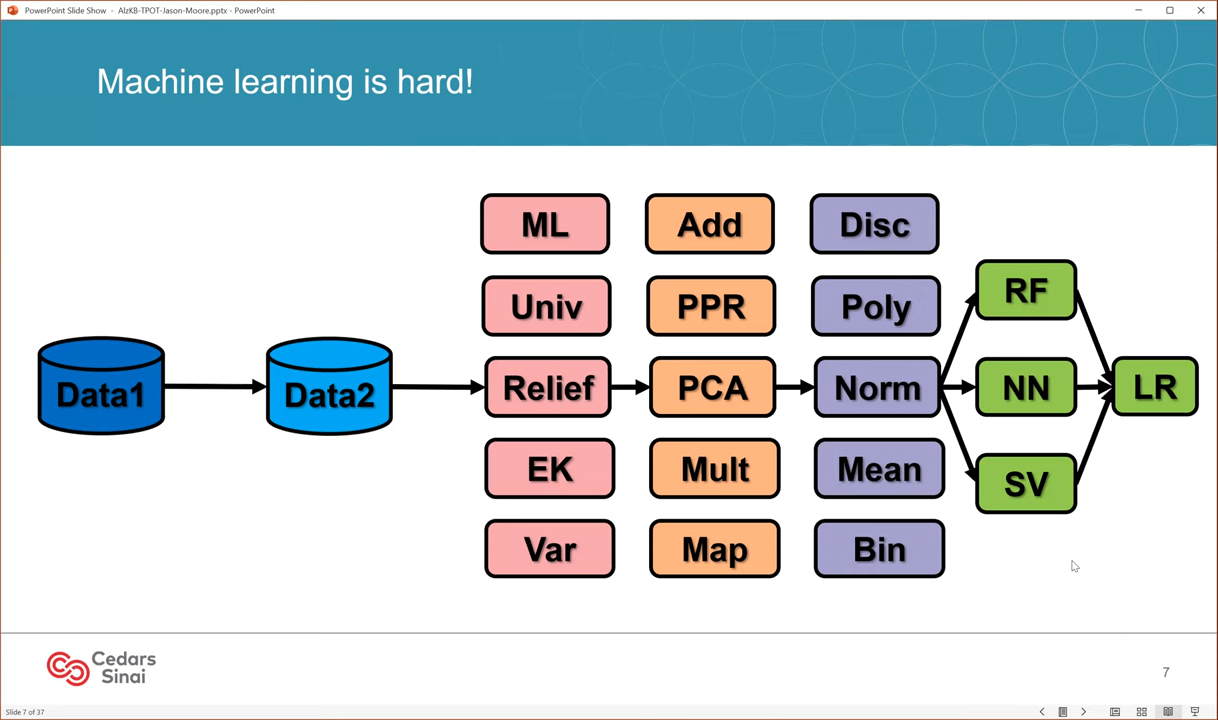 PowerPoint Slide Show - AlzKB-TPOT-Jason-Moore.pptx - PowerPoint
Machine learning is hard!
ML Add Disc
Univ PPR Poly
RF
Data1 Data2 Relief PCA Norm NN LR
EK Mult Mean
SV
Var Map Bin
Cedars
Sinai
7
Slide 7 of 37